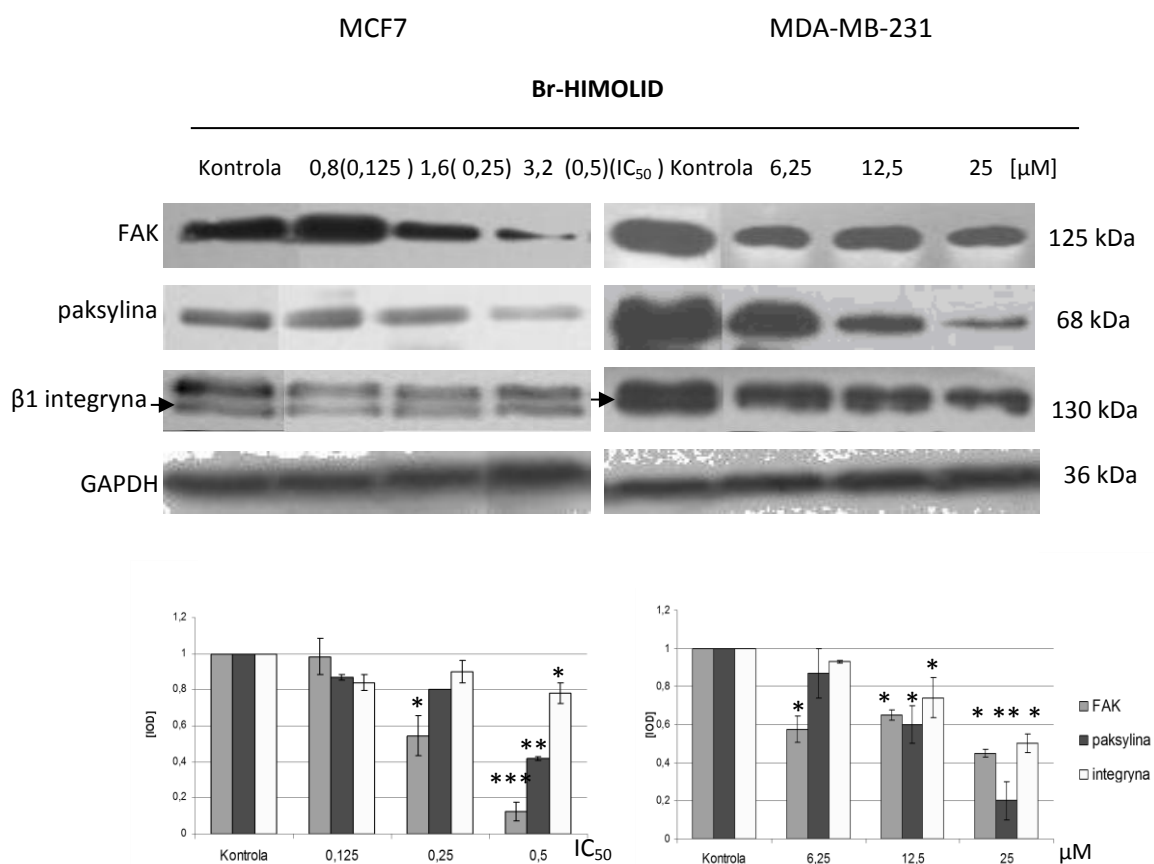 MCF7 MDA-MB-231
Br-HIMOLID
Kontrola 0,8(0,125 ) 1,6( 0,25) 3,2 (0,5)(IC50 ) Kontrola 6,25 12,5 25 [µM]
FAK 125 kDa
paksylina 68 kDa
β1 integryna 130 kDa
GAPDH 36 kDa
1,2
1
0,8
0,6
0,4
0,2
0
[IOD]
*
***
**
*
Kontrola 0,125 0,25 0,5 IC50
1,2
1
0,8
0,6
0,4
0,2
0
[IOD]
*
* * *
* ** *
Kontrola 6,25 12,5 25 µM
FAK
paksylina
integryna